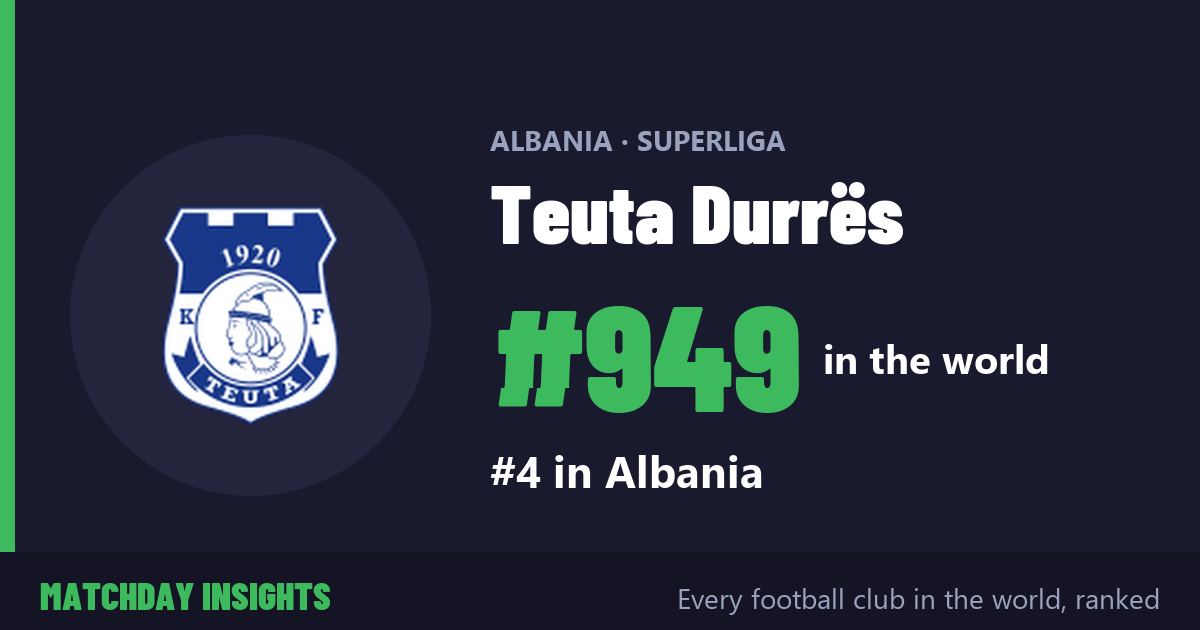 ALBANIA · SUPERLIGA
Teuta Durrës
#949 in the world
#4 in Albania
1920
K F
TEUTA
MATCHDAY INSIGHTS
Every football club in the world, ranked